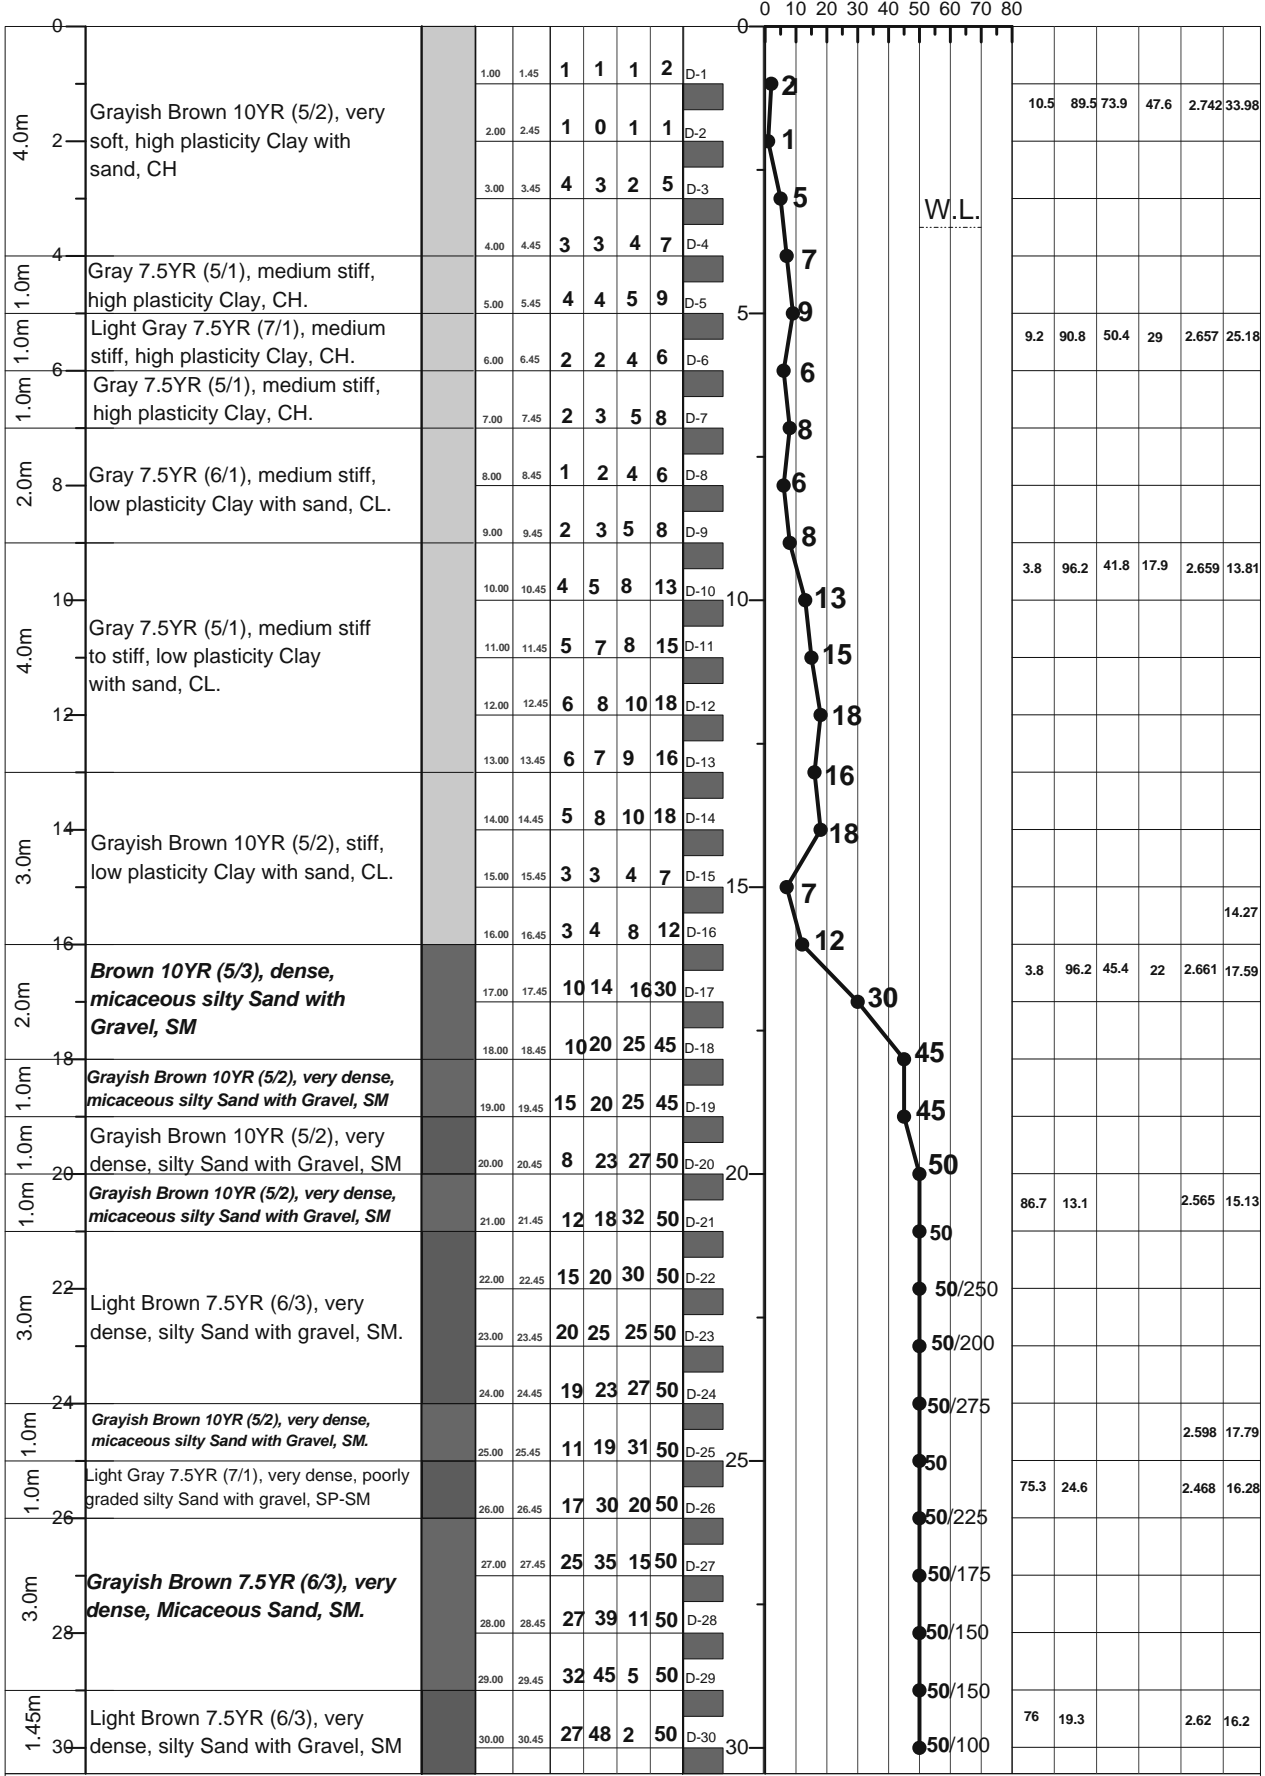 0 10 20 30 40 50 60 70 80
0 0
1.00 1.45 1 1 1 2 D-1 2
4.0m
Grayish Brown 10YR (5/2), very
soft, high plasticity Clay with
sand, CH
10.5 89.5 73.9 47.6 2.742 33.98
2 2.00 2.45 1 0 1 1 D-2 1
3.00 3.45 4 3 2 5 D-3 5
W.L.
4 4.00 4.45 3 3 4 7 D-4 7
1.0m
Gray 7.5YR (5/1), medium stiff,
high plasticity Clay, CH.
5.00 5.45 4 4 5 9 D-5 5 9
1.0m
Light Gray 7.5YR (7/1), medium
stiff, high plasticity Clay, CH.
9.2 90.8 50.4 29 2.657 25.18
6 6.00 6.45 2 2 4 6 D-6 6
1.0m
Gray 7.5YR (5/1), medium stiff,
high plasticity Clay, CH.
7.00 7.45 2 3 5 8 D-7 8
2.0m
Gray 7.5YR (6/1), medium stiff,
low plasticity Clay with sand, CL.
8 8.00 8.45 1 2 4 6 D-8 6
9.00 9.45 2 3 5 8 D-9 8
3.8 96.2 41.8 17.9 2.659 13.81
10 10.00 10.45 4 5 8 13 D-10 10 13
4.0m
Gray 7.5YR (5/1), medium stiff
to stiff, low plasticity Clay
with sand, CL.
11.00 11.45 5 7 8 15 D-11 15
12 12.00 12.45 6 8 10 18 D-12 18
13.00 13.45 6 7 9 16 D-13 16
14 14.00 14.45 5 8 10 18 D-14 18
3.0m
Grayish Brown 10YR (5/2), stiff,
low plasticity Clay with sand, CL.
15.00 15.45 3 3 4 7 D-15 15 7
14.27
16 16.00 16.45 3 4 8 12 D-16 12
2.0m
Brown 10YR (5/3), dense,
micaceous silty Sand with
Gravel, SM
3.8 96.2 45.4 22 2.661 17.59
17.00 17.45 10 14 16 30 D-17 30
18 18.00 18.45 10 20 25 45 D-18 45
1.0m
Grayish Brown 10YR (5/2), very dense,
micaceous silty Sand with Gravel, SM
19.00 19.45 15 20 25 45 D-19 45
1.0m
Grayish Brown 10YR (5/2), very
dense, silty Sand with Gravel, SM
20 20.00 20.45 8 23 27 50 D-20 20 50
1.0m
Grayish Brown 10YR (5/2), very dense,
micaceous silty Sand with Gravel, SM
86.7 13.1 2.565 15.13
21.00 21.45 12 18 32 50 D-21 50
22 22.00 22.45 15 20 30 50 D-22 50/250
3.0m
Light Brown 7.5YR (6/3), very
dense, silty Sand with gravel, SM.
23.00 23.45 20 25 25 50 D-23 50/200
24 24.00 24.45 19 23 27 50 D-24 50/275
1.0m
Grayish Brown 10YR (5/2), very dense,
micaceous silty Sand with Gravel, SM.
2.598 17.79
25.00 25.45 11 19 31 50 D-25 25 50
1.0m
Light Gray 7.5YR (7/1), very dense, poorly
graded silty Sand with gravel, SP-SM
75.3 24.6 2.468 16.28
26 26.00 26.45 17 30 20 50 D-26 50/225
27.00 27.45 25 35 15 50 D-27 50/175
3.0m
Grayish Brown 7.5YR (6/3), very
dense, Micaceous Sand, SM.
28 28.00 28.45 27 39 11 50 D-28 50/150
29.00 29.45 32 45 5 50 D-29 50/150
1.45m
Light Brown 7.5YR (6/3), very
dense, silty Sand with Gravel, SM
76 19.3 2.62 16.2
30 30.00 30.45 27 48 2 50 D-30 30 50/100